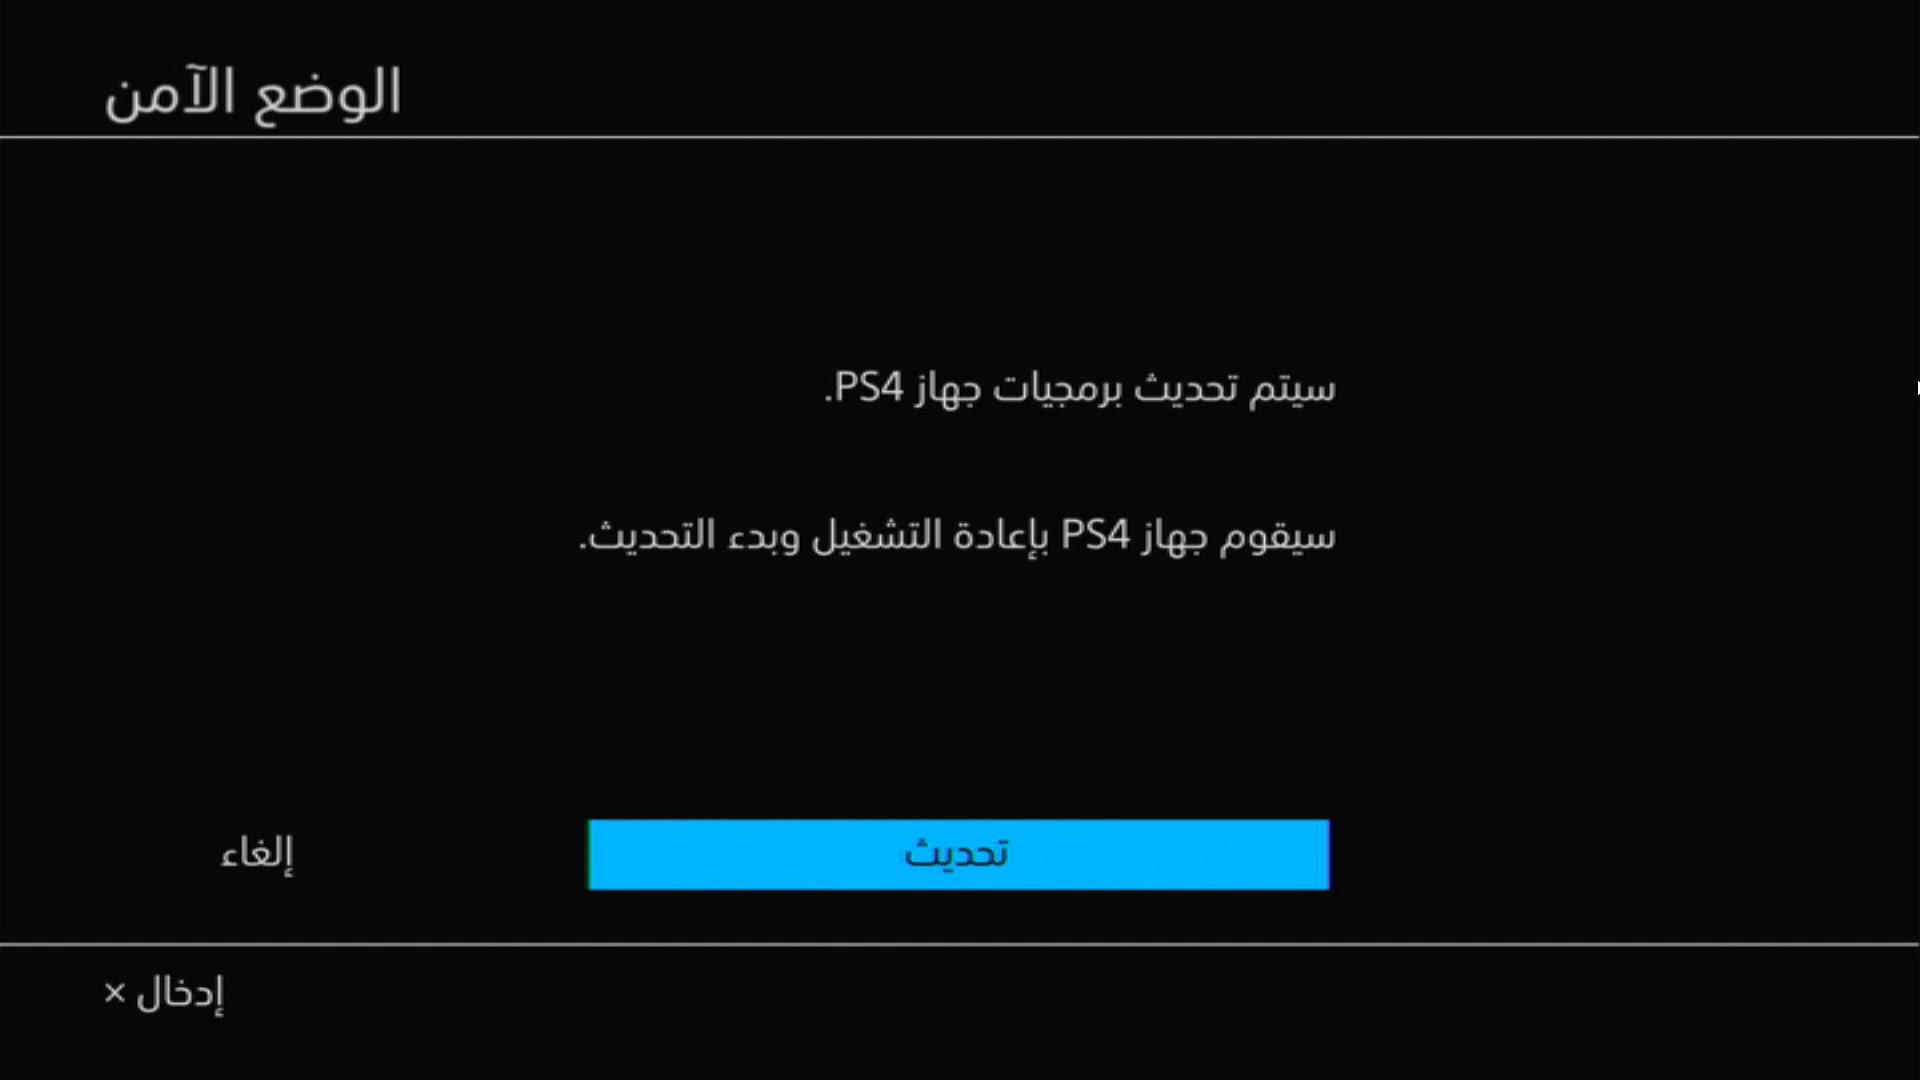 الوضع الآمن
سيتم تحديث برمجيات جهاز PS4.
سيقوم جهاز PS4 بإعادة التشغيل وبدء التحديث.
تحديث
إلغاء
إدخال ×